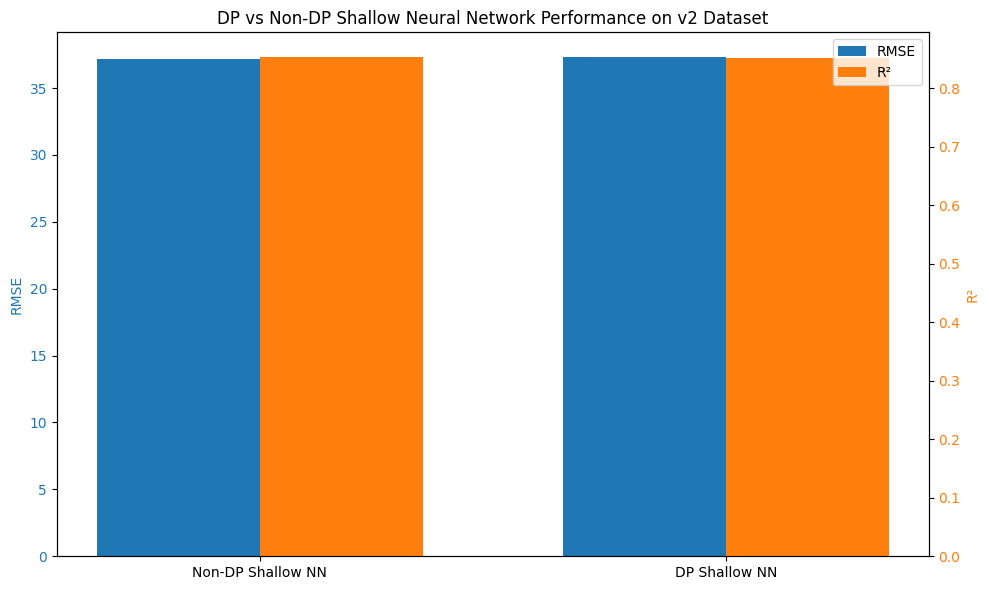 DP vs Non-DP Shallow Neural Network Performance on v2 Dataset
RMSE
R²
35
30
25
20
15
10
5
0
RMSE
0.8
0.7
0.6
0.5
0.4
0.3
0.2
0.1
0.0
R²
Non-DP Shallow NN
DP Shallow NN